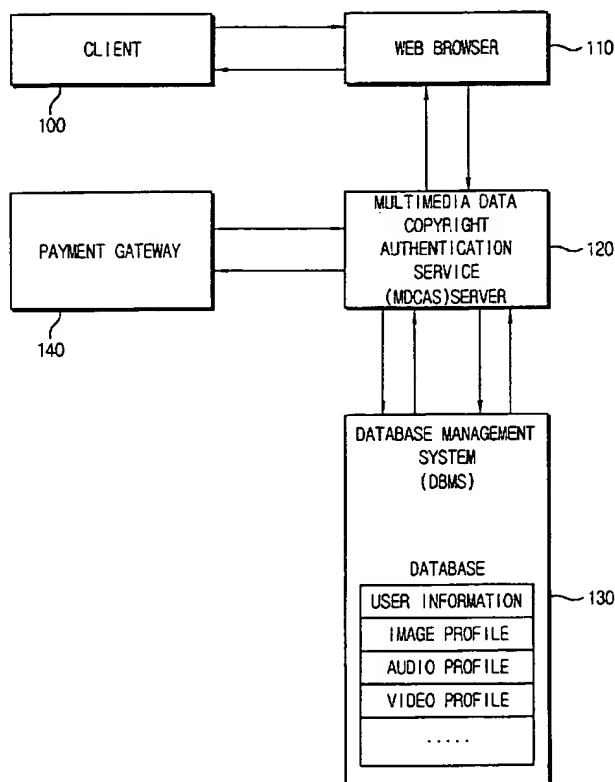 CLIENT
100
WEB BROWSER
110
PAYMENT GATEWAY
140
MULTIMEDIA DATA
COPYRIGHT
AUTHENTICATION
SERVICE
(MDCAS)SERVER
120
DATABASE MANAGEMENT
SYSTEM
(DBMS)
DATABASE
USER INFORMATION
IMAGE PROFILE
AUDIO PROFILE
VIDEO PROFILE
.....
130